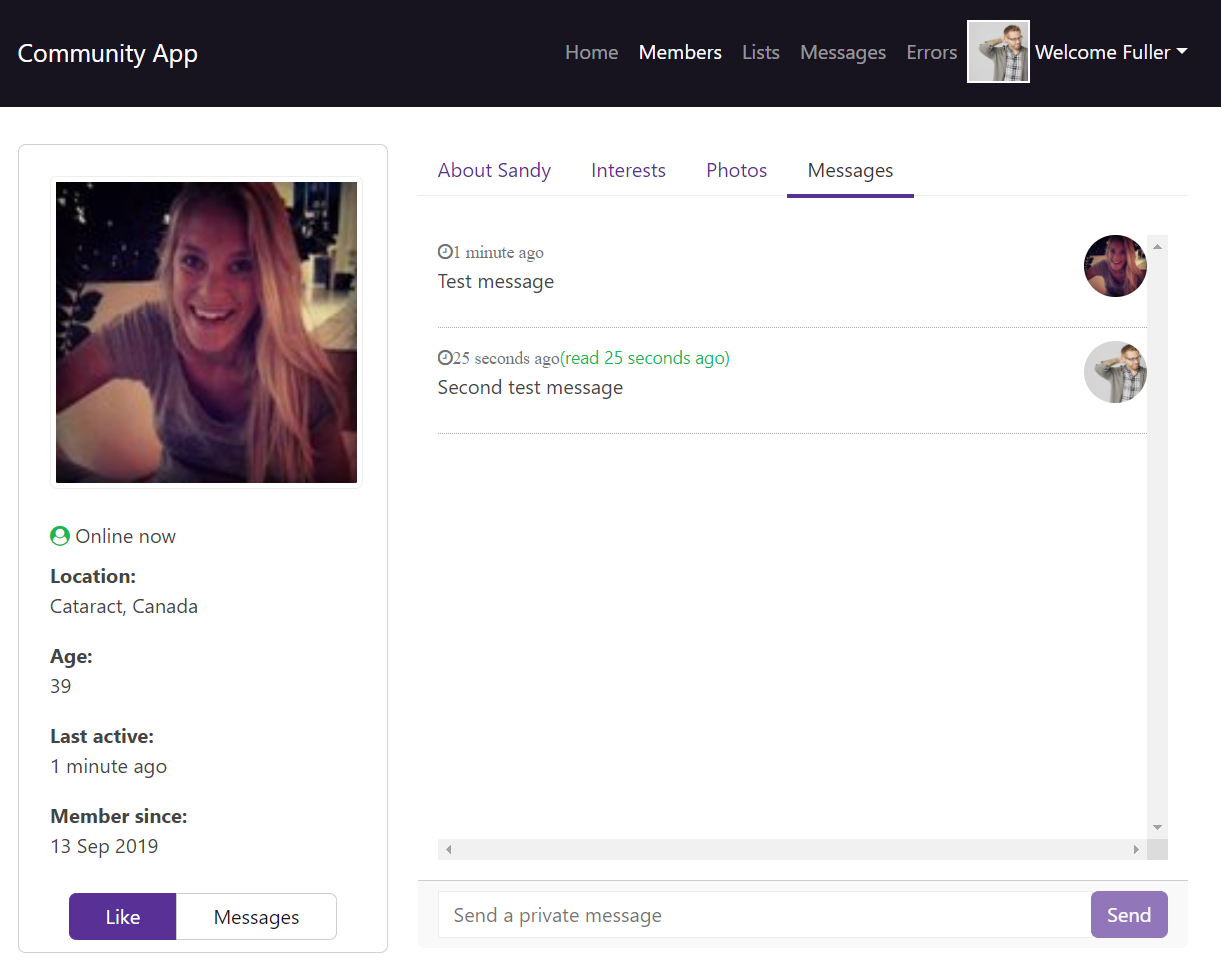 Community App
Home Members Lists Messages Errors Welcome Fuller
Online now
Location:
Cataract, Canada
Age:
39
Last active:
1 minute ago
Member since:
13 Sep 2019
Like Messages
About Sandy Interests Photos Messages
1 minute ago
Test message
25 seconds ago(read 25 seconds ago)
Second test message
Send a private message Send